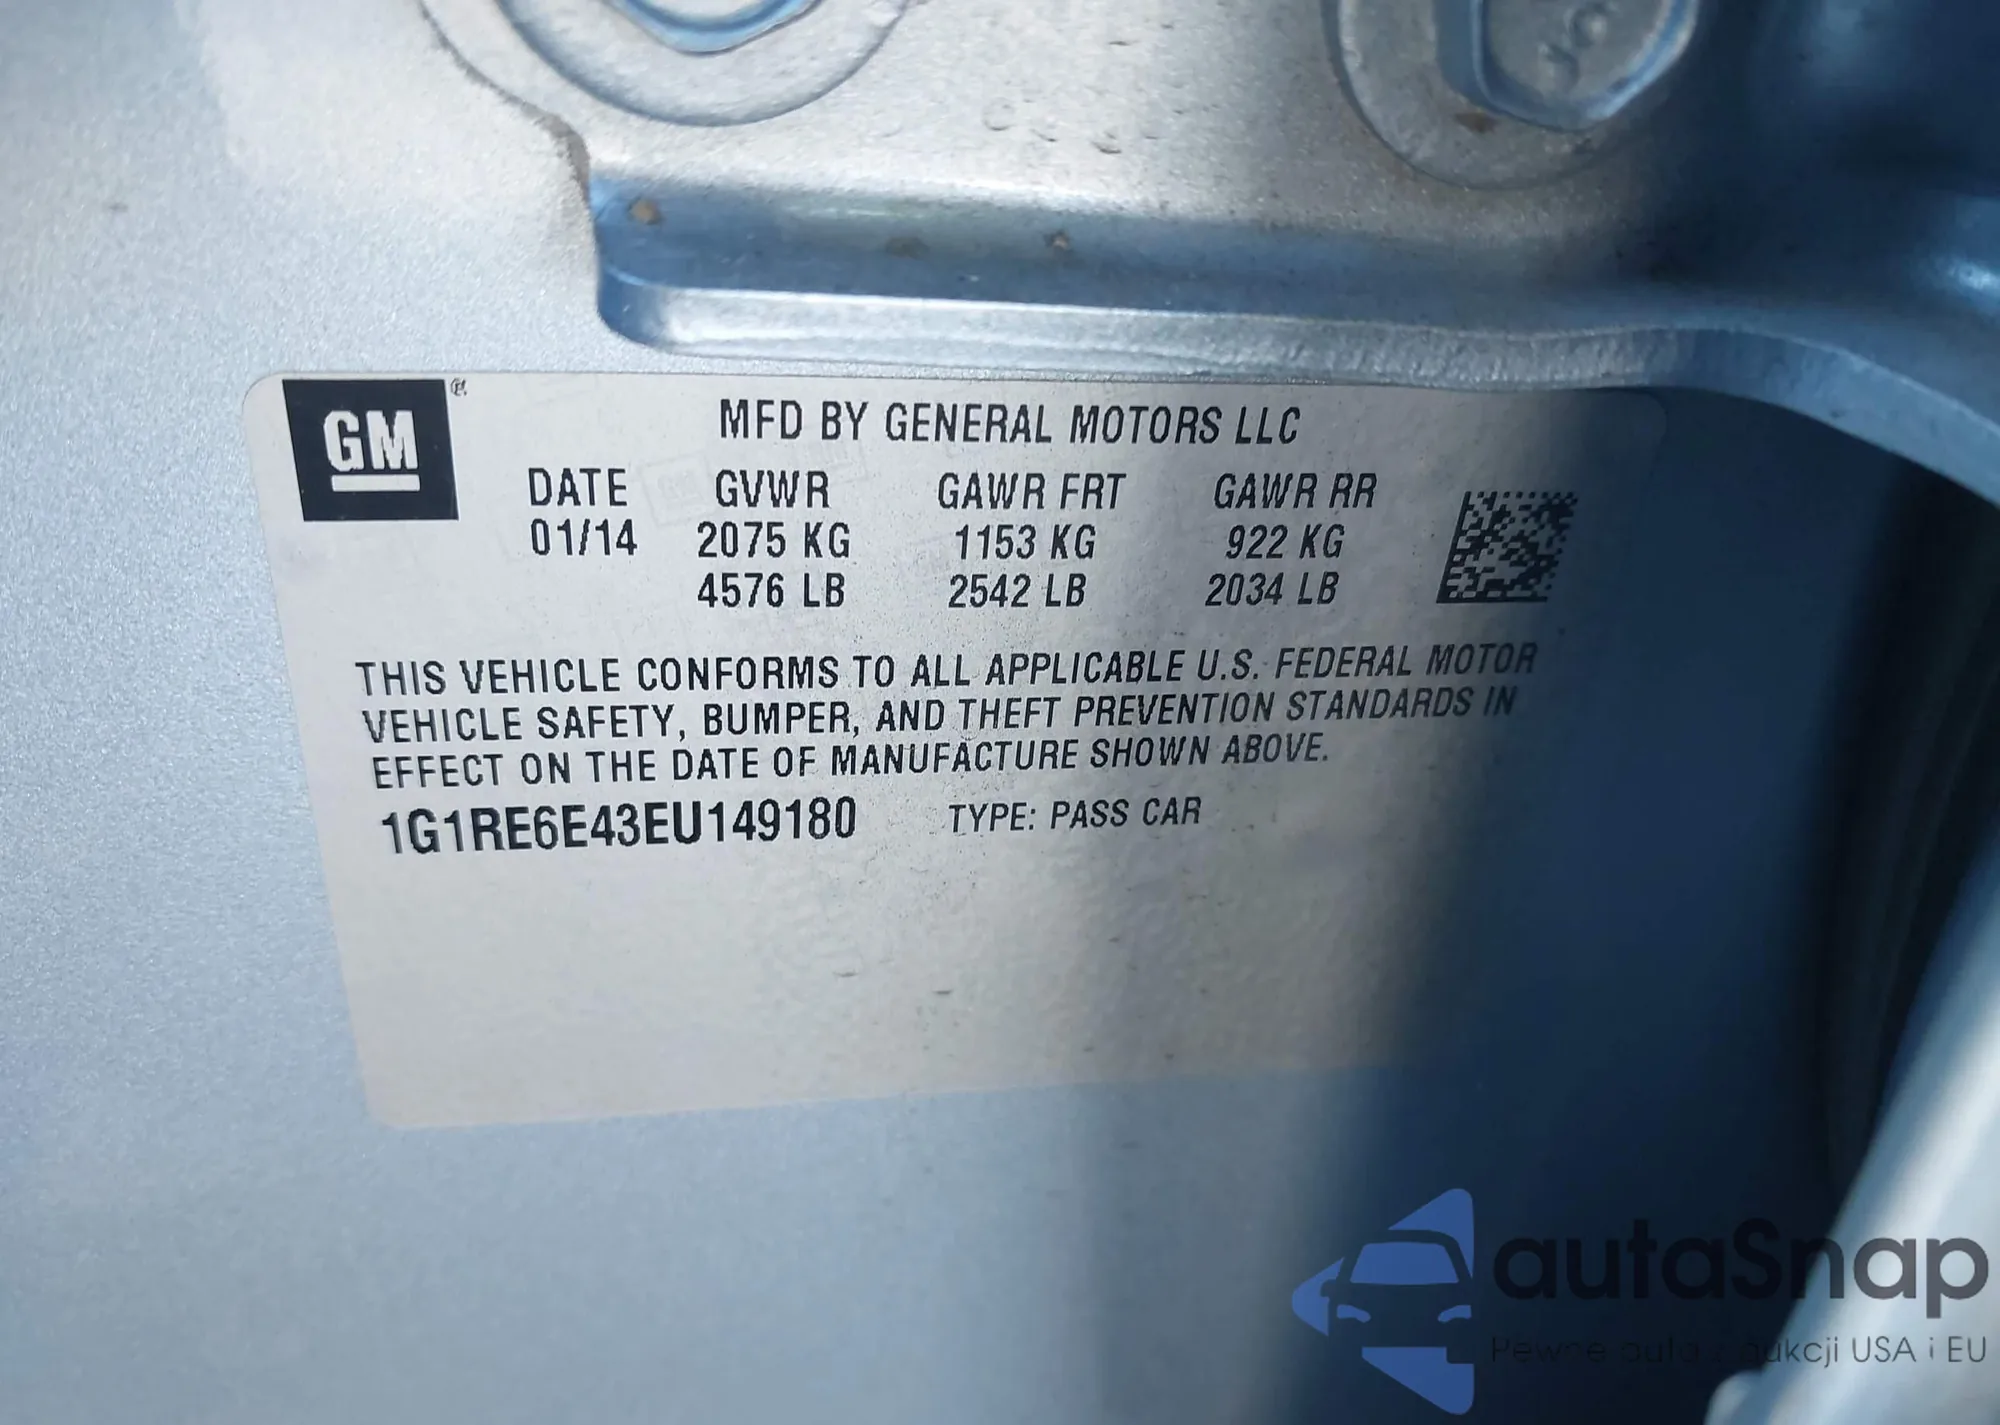 GM ®
MFD BY GENERAL MOTORS LLC
DATE GVWR GAWR FRT GAWR RR
01/14 2075 KG 1153 KG 922 KG
4576 LB 2542 LB 2034 LB
THIS VEHICLE CONFORMS TO ALL APPLICABLE U.S. FEDERAL MOTOR
VEHICLE SAFETY, BUMPER, AND THEFT PREVENTION STANDARDS IN
EFFECT ON THE DATE OF MANUFACTURE SHOWN ABOVE.
1G1RE6E43EU149180 TYPE: PASS CAR
autaSnap
Pewne auta z aukcji USA i EU